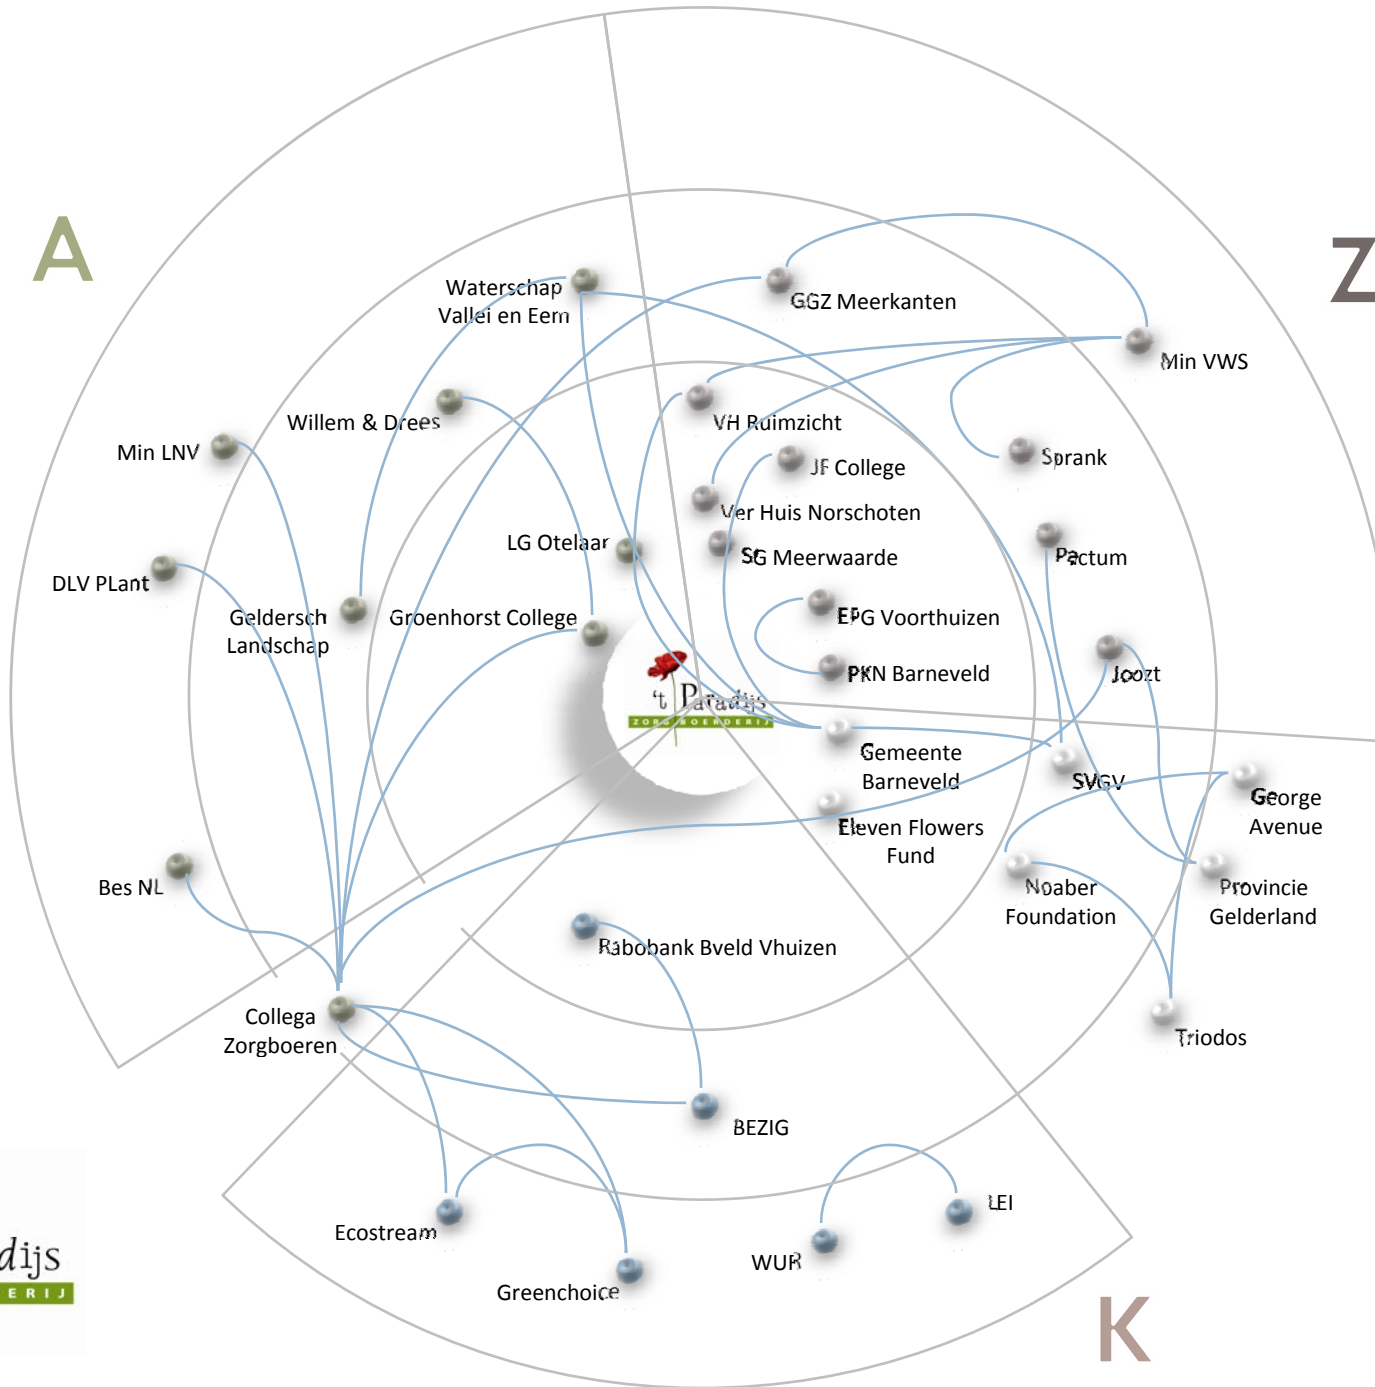 A
Z
Waterschap
Vallei en Eem
GGZ Meerkanten
Min VWS
Willem & Drees
VH Ruimzicht
Min LNV
JF College
Sprank
Ver Huis Norschoten
LG Otelaar
SG Meerwaarde
Pactum
DLV PLant
Geldersch
Landschap
Groenhorst College
EPG Voorthuizen
PKN Barneveld
Joozt
't Paradijs
ZORGBOERDERIJ
Gemeente
Barneveld
SVGV
George
Avenue
Eleven Flowers
Fund
Bes NL
Noaber
Foundation
Provincie
Gelderland
Rabobank Bveld Vhuizen
Collega
Zorgboeren
Triodos
BEZIG
LEI
Ecostream
WUR
Greenchoice
dijs
ERIJ
K